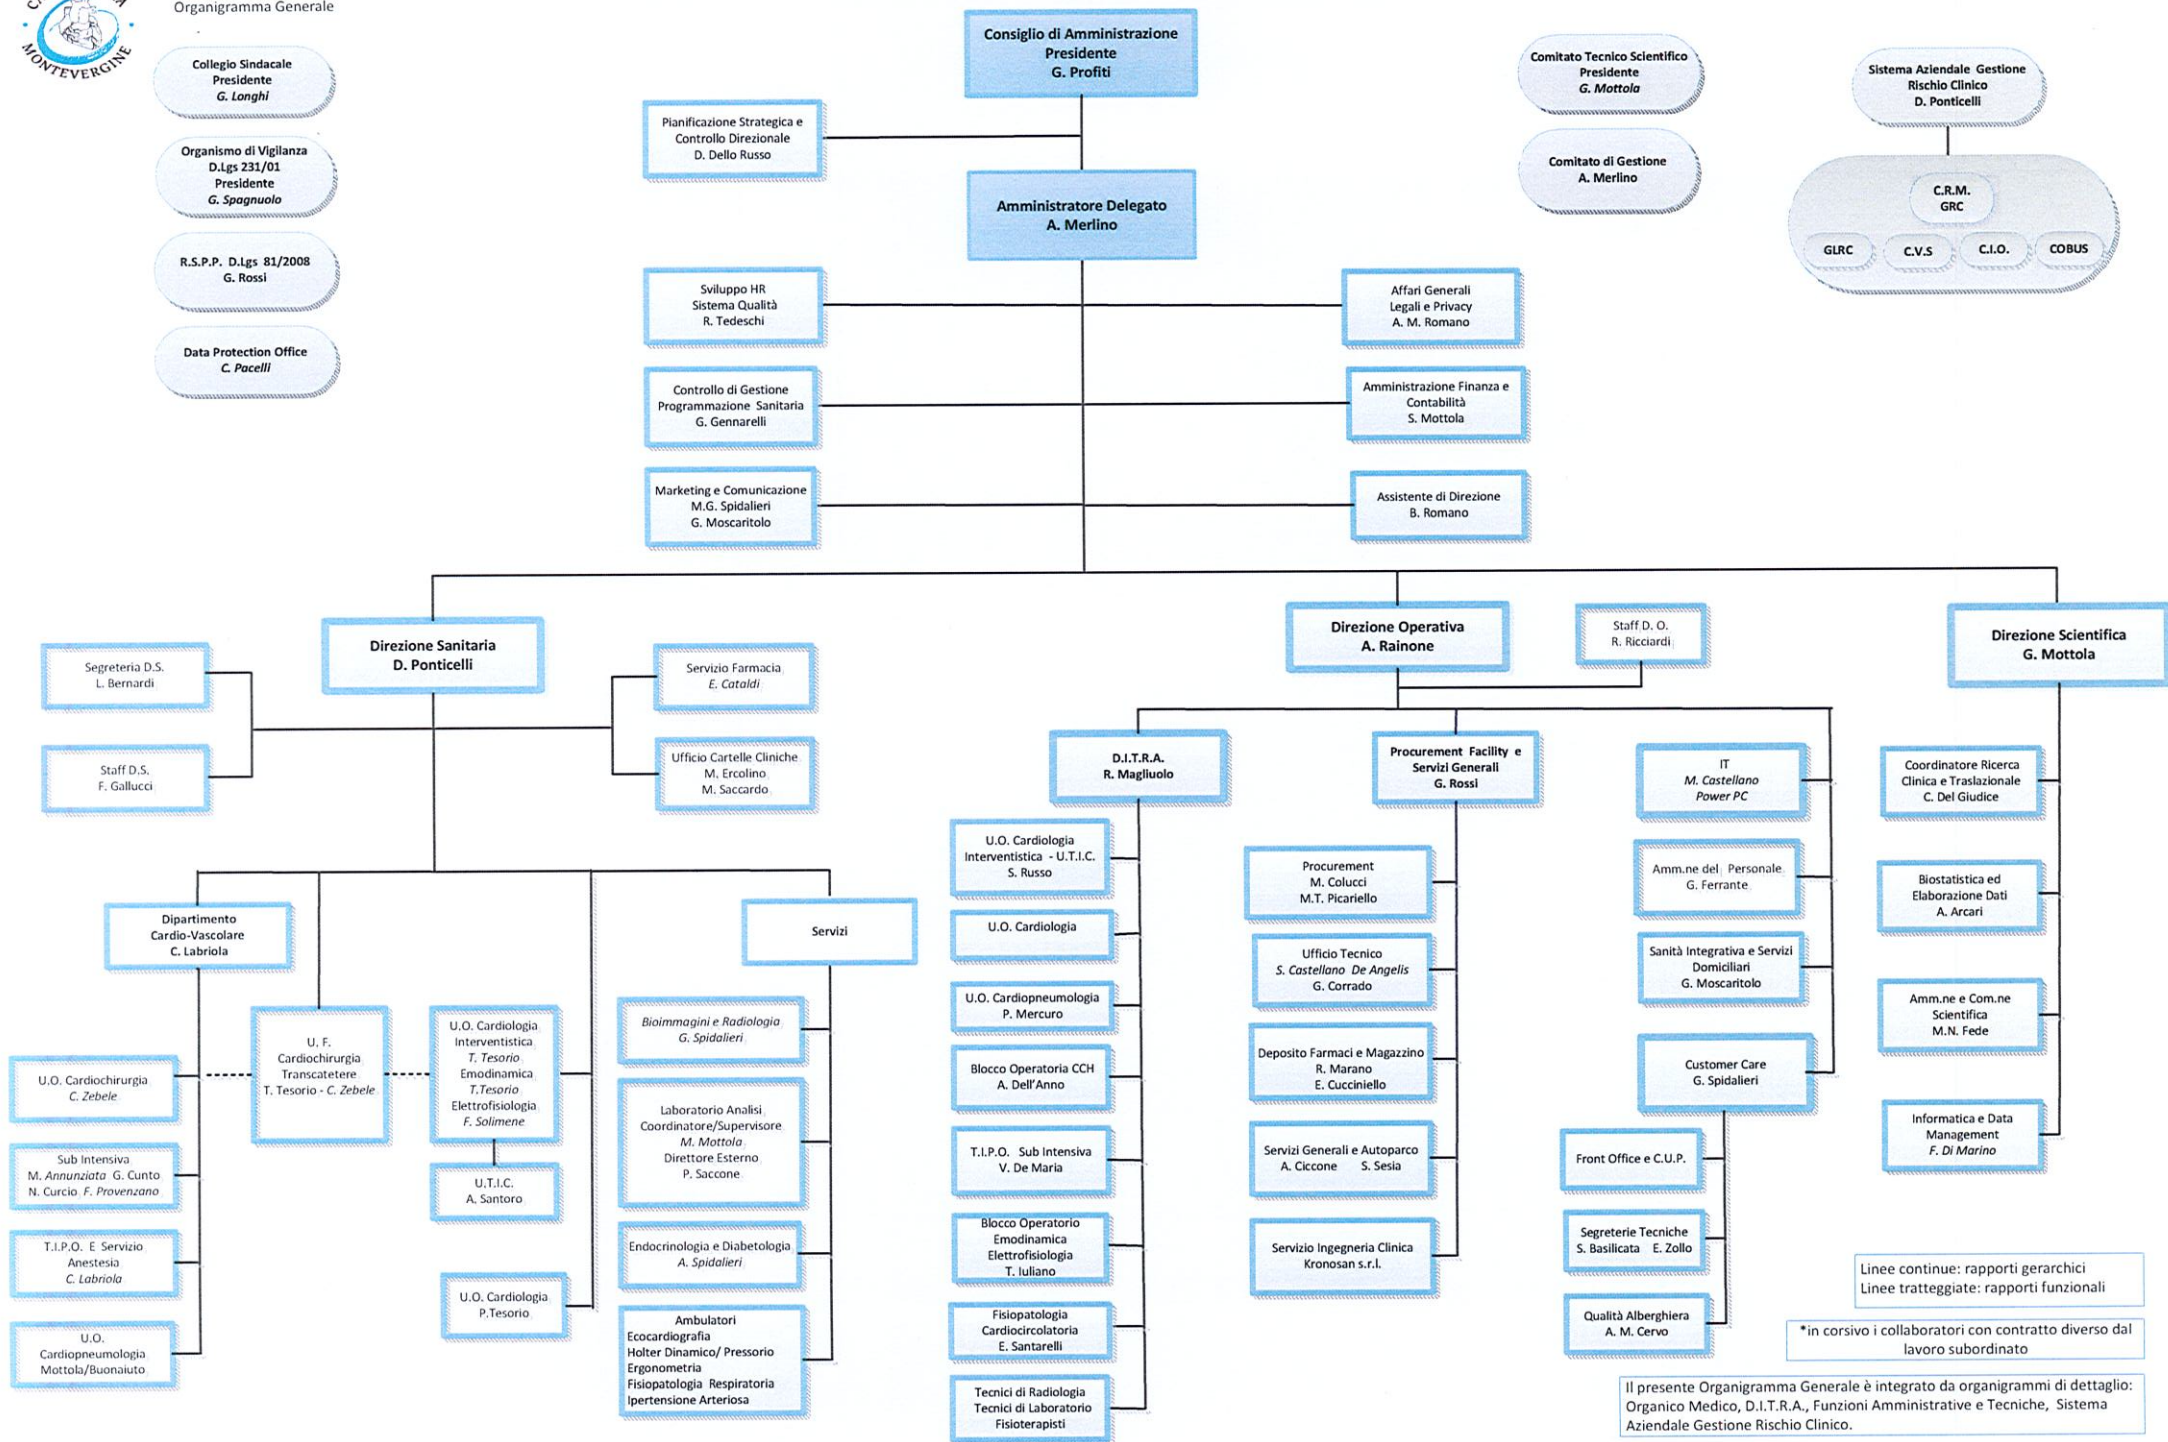 Organigramma Generale
MONTEVERGINE
Collegio Sindacale
Presidente
G. Longhi
Organismo di Vigilanza
D.Lgs 231/01
Presidente
G. Spagnuolo
R.S.P.P. D.Lgs 81/2008
G. Rossi
Data Protection Office
C. Pacelli
Consiglio di Amministrazione
Presidente
G. Profiti
Pianificazione Strategica e
Controllo Direzionale
D. Dello Russo
Amministratore Delegato
A. Merlino
Comitato Tecnico Scientifico
Presidente
G. Mottola
Comitato di Gestione
A. Merlino
Sistema Aziendale Gestione
Rischio Clinico
D. Ponticelli
C.R.M.
GRC
GLRC
C.V.S
C.I.O.
COBUS
Sviluppo HR
Sistema Qualità
R. Tedeschi
Affari Generali
Legali e Privacy
A. M. Romano
Controllo di Gestione
Programmazione Sanitaria
G. Gennarelli
Amministrazione Finanza e
Contabilità
S. Mottola
Marketing e Comunicazione
M.G. Spidalieri
G. Moscaritolo
Assistente di Direzione
B. Romano
Direzione Sanitaria
D. Ponticelli
Segreteria D.S.
L. Bernardi
Staff D.S.
F. Gallucci
Servizio Farmacia
E. Cataldi
Ufficio Cartelle Cliniche
M. Ercolino
M. Saccardo
Dipartimento
Cardio-Vascolare
C. Labriola
Servizi
U.O. Cardiochirurgia
C. Zebele
Sub Intensiva
M. Annunziata G. Cunto
N. Curcio F. Provenzano
T.I.P.O. E Servizio
Anestesia
C. Labriola
U.O.
Cardiopneumologia
Mottola/Buonaiuto
U. F.
Cardiochirurgia
Transcatetere
T. Tesorio - C. Zebele
U.O. Cardiologia
Interventistica
T. Tesorio
Emodinamica
T.Tesorio
Elettrofisiologia
F. Solimene
U.T.I.C.
A. Santoro
U.O. Cardiologia
P.Tesorio
Bioimmagini e Radiologia
G. Spidalieri
Laboratorio Analisi
Coordinatore/Supervisore
M. Mottola
Direttore Esterno
P. Saccone
Endocrinologia e Diabetologia
A. Spidalieri
Ambulatori
Ecocardiografia
Holter Dinamico/ Pressorio
Ergonometria
Fisiopatologia Respiratoria
Ipertensione Arteriosa
Direzione Operativa
A. Rainone
Staff D. O.
R. Ricciardi
D.I.T.R.A.
R. Magliuolo
U.O. Cardiologia
Interventistica - U.T.I.C.
S. Russo
U.O. Cardiologia
U.O. Cardiopneumologia
P. Mercuro
Blocco Operatoria CCH
A. Dell'Anno
T.I.P.O. Sub Intensiva
V. De Maria
Blocco Operatorio
Emodinamica
Elettrofisiologia
T. Iuliano
Fisiopatologia
Cardiocircolatoria
E. Santarelli
Tecnici di Radiologia
Tecnici di Laboratorio
Fisioterapisti
Procurement Facility e
Servizi Generali
G. Rossi
Procurement
M. Colucci
M.T. Picariello
Ufficio Tecnico
S. Castellano De Angelis
G. Corrado
Deposito Farmaci e Magazzino
R. Marano
E. Cucciniello
Servizi Generali e Autoparco
A. Ciccone S. Sesia
Servizio Ingegneria Clinica
Kronosan s.r.l.
IT
M. Castellano
Power PC
Amm.ne del Personale
G. Ferrante
Sanità Integrativa e Servizi
Domiciliari
G. Moscaritolo
Customer Care
G. Spidalieri
Front Office e C.U.P.
Segreterie Tecniche
S. Basilicata E. Zollo
Qualità Alberghiera
A. M. Cervo
Direzione Scientifica
G. Mottola
Coordinatore Ricerca
Clinica e Traslazionale
C. Del Giudice
Biostatistica ed
Elaborazione Dati
A. Arcari
Amm.ne e Com.ne
Scientifica
M.N. Fede
Informatica e Data
Management
F. Di Marino
Linee continue: rapporti gerarchici
Linee tratteggiate: rapporti funzionali
*in corsivo i collaboratori con contratto diverso dal
lavoro subordinato
Il presente Organigramma Generale è integrato da organigrammi di dettaglio:
Organico Medico, D.I.T.R.A., Funzioni Amministrative e Tecniche, Sistema
Aziendale Gestione Rischio Clinico.